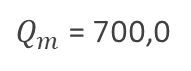 Qm = 700,0